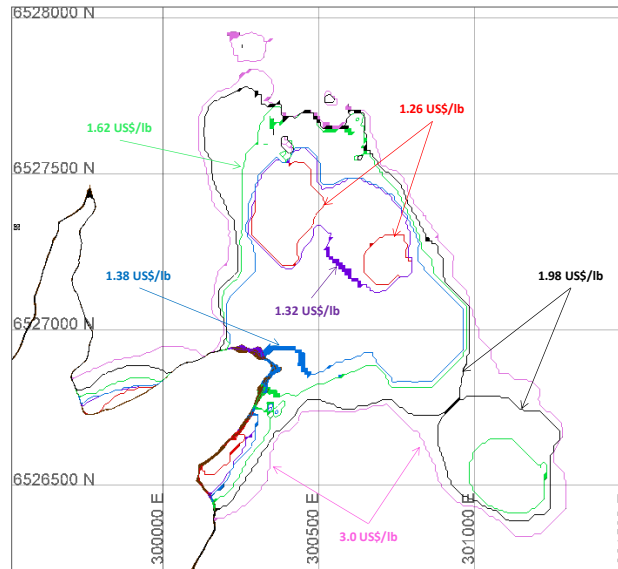 6528000 N
1.26 US$/lb
1.62 US$/lb
6527500 N
1.38 US$/lb
1.98 US$/lb
1.32 US$/lb
6527000 N
6526500 N
300000 E
300500 E
301000 E
3.0 US$/lb